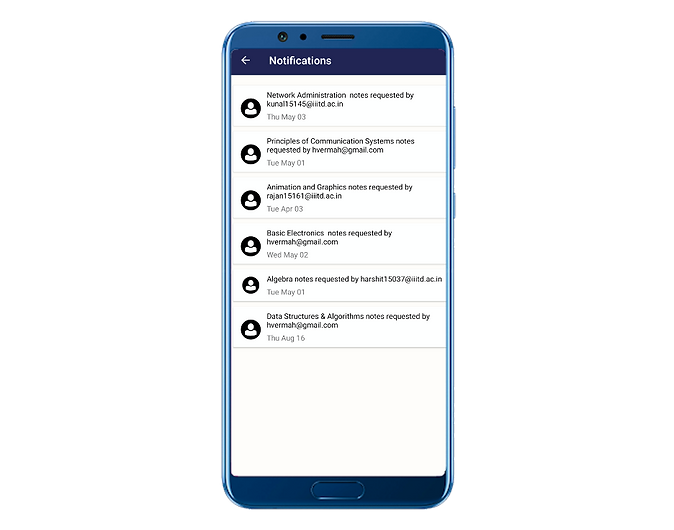 Notifications
Network Administration  notes requested by
kunal15145@iiitd.ac.in
Thu May 03
Principles of Communication Systems notes
requested by hvermah@gmail.com
Tue May 01
Animation and Graphics notes requested by
rajan15161@iiitd.ac.in
Tue Apr 03
Basic Electronics  notes requested by
hvermah@gmail.com
Wed May 02
Algebra notes requested by harshit15037@iiitd.ac.in
Tue May 01
Data Structures & Algorithms notes requested by
hvermah@gmail.com
Thu Aug 16